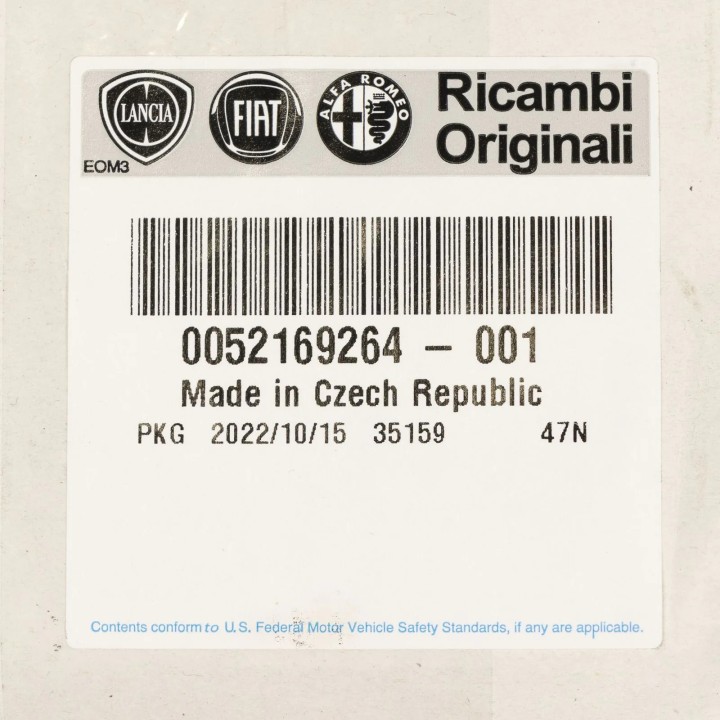 LANCIA
FIAT
ALFA ROMEO
Ricambi
Originali
EOM3
0052169264 - 001
Made in Czech Republic
PKG 2022/10/15 35159 47N
Contents conform to U.S. Federal Motor Vehicle Safety Standards, if any are applicable.